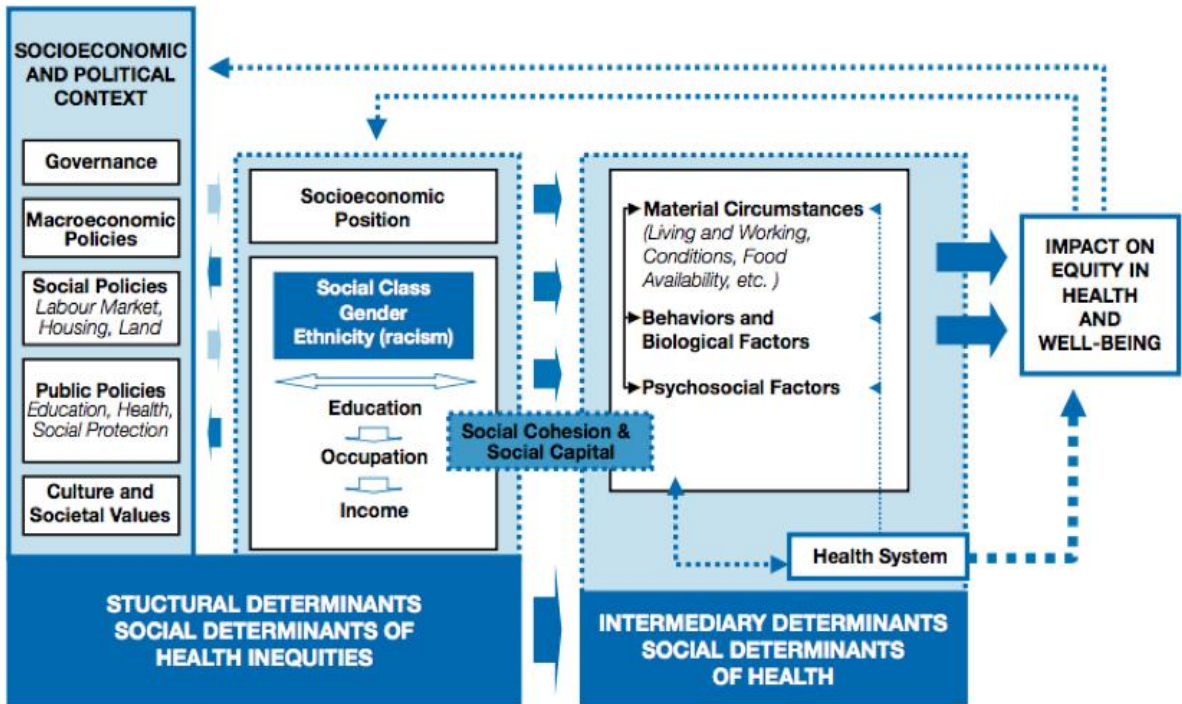 SOCIOECONOMIC
AND POLITICAL
CONTEXT
Governance
Macroeconomic
Policies
Social Policies
Labour Market,
Housing, Land
Public Policies
Education, Health,
Social Protection
Culture and
Societal Values
Socioeconomic
Position
Social Class
Gender
Ethnicity (racism)
Education
Occupation
Income
Social Cohesion &
Social Capital
Material Circumstances
(Living and Working,
Conditions, Food
Availability, etc. )
Behaviors and
Biological Factors
Psychosocial Factors
Health System
IMPACT ON
EQUITY IN
HEALTH
AND
WELL-BEING
STUCTURAL DETERMINANTS
SOCIAL DETERMINANTS OF
HEALTH INEQUITIES
INTERMEDIARY DETERMINANTS
SOCIAL DETERMINANTS
OF HEALTH